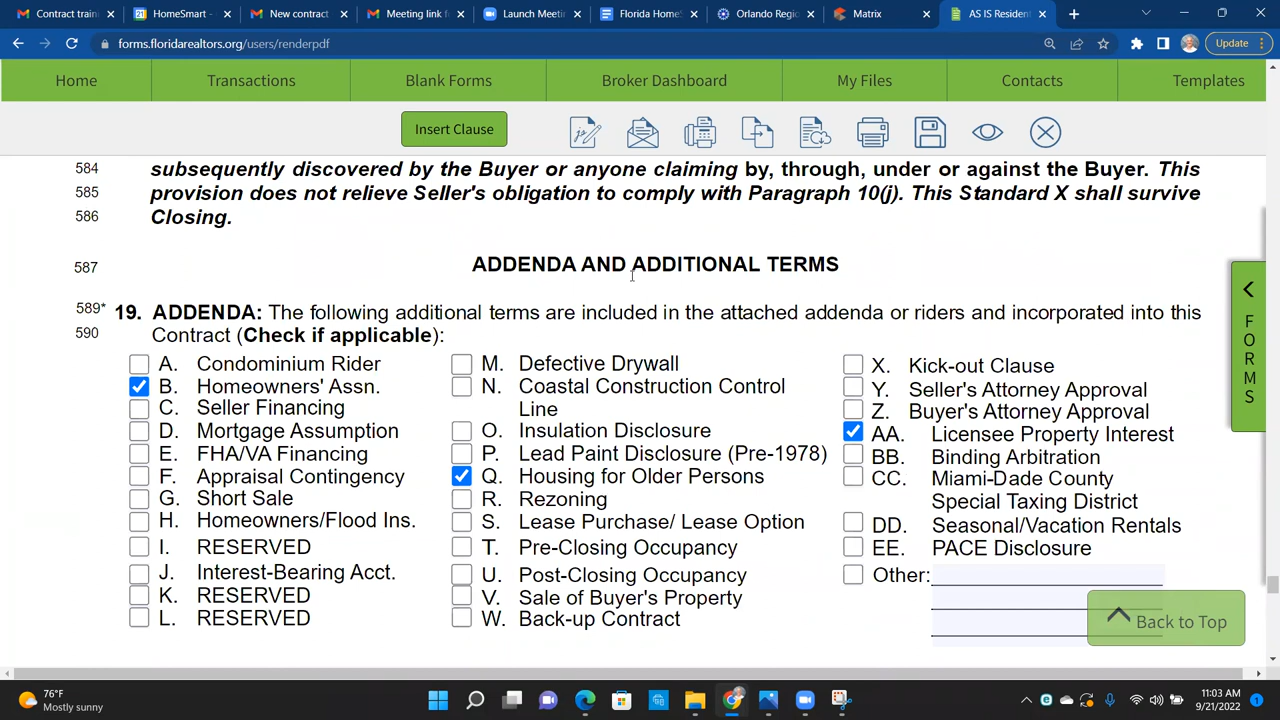 Contract train
HomeSmart -
New contract
Meeting link f
Launch Meeti
Florida HomeS
Orlando Regio
Matrix
AS IS Resident
forms.floridarealtors.org/users/renderpdf
Update
Home
Transactions
Blank Forms
Broker Dashboard
My Files
Contacts
Templates
Insert Clause
584 subsequently discovered by the Buyer or anyone claiming by, through, under or against the Buyer. This
585 provision does not relieve Seller's obligation to comply with Paragraph 10(j). This Standard X shall survive
586 Closing.
587 ADDENDA AND ADDITIONAL TERMS
589* 19. ADDENDA: The following additional terms are included in the attached addenda or riders and incorporated into this
590 Contract (Check if applicable):
A. Condominium Rider
B. Homeowners' Assn.
C. Seller Financing
D. Mortgage Assumption
E. FHA/VA Financing
F. Appraisal Contingency
G. Short Sale
H. Homeowners/Flood Ins.
I. RESERVED
J. Interest-Bearing Acct.
K. RESERVED
L. RESERVED
M. Defective Drywall
N. Coastal Construction Control
Line
O. Insulation Disclosure
P. Lead Paint Disclosure (Pre-1978)
Q. Housing for Older Persons
R. Rezoning
S. Lease Purchase/ Lease Option
T. Pre-Closing Occupancy
U. Post-Closing Occupancy
V. Sale of Buyer's Property
W. Back-up Contract
X. Kick-out Clause
Y. Seller's Attorney Approval
Z. Buyer's Attorney Approval
AA. Licensee Property Interest
BB. Binding Arbitration
CC. Miami-Dade County
Special Taxing District
DD. Seasonal/Vacation Rentals
EE. PACE Disclosure
Other:
FORMS
Back to Top
76°F
Mostly sunny
11:03 AM
9/21/2022